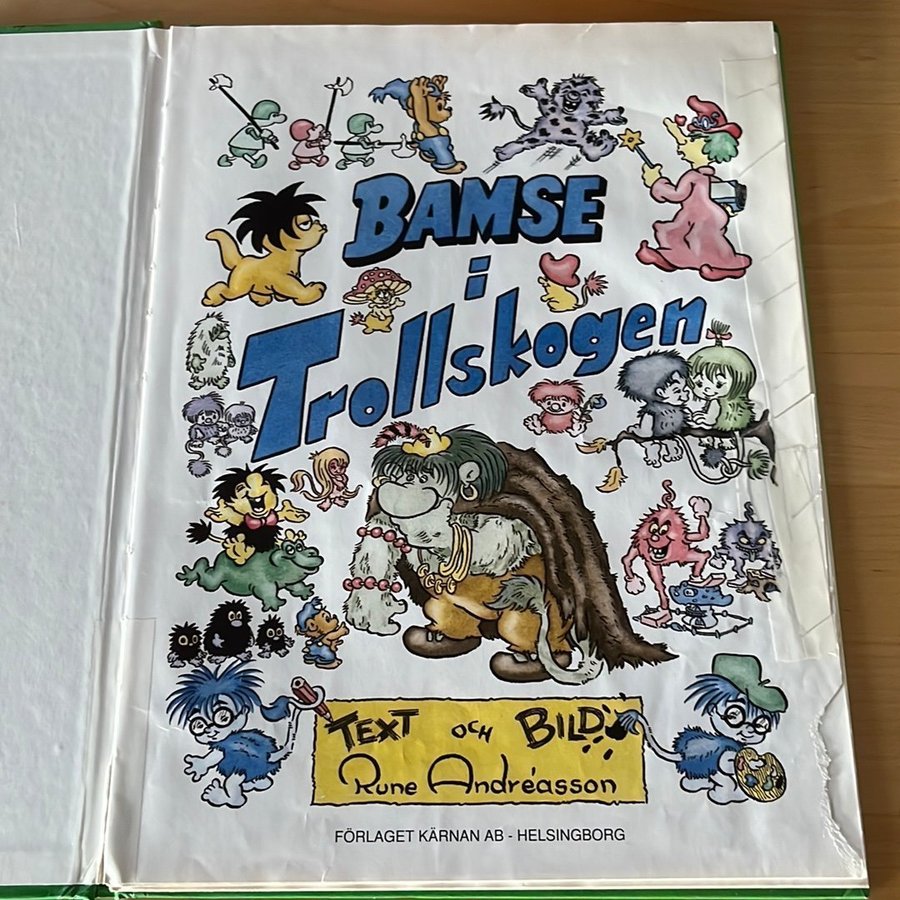 BAMSE
i
Trollskogen
TEXT OCH BILD
Rune Andréasson
FÖRLAGET KÄRNAN AB - HELSINGBORG